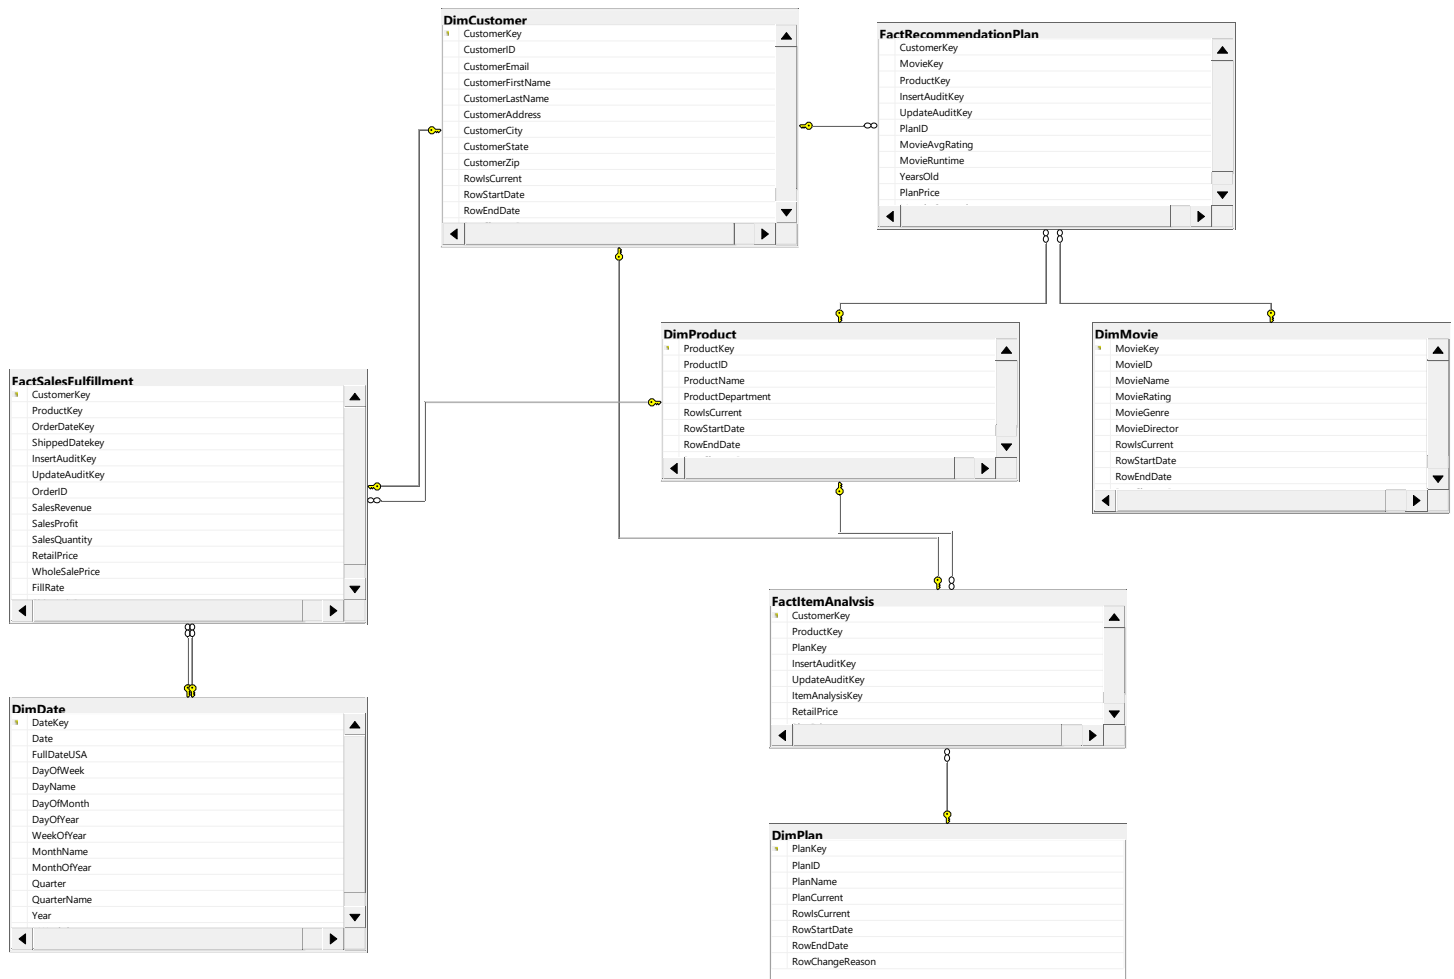 DimCustomer
CustomerKey
CustomerID
CustomerEmail
CustomerFirstName
CustomerLastName
CustomerAddress
CustomerCity
CustomerState
CustomerZip
RowIsCurrent
RowStartDate
RowEndDate
FactRecommendationPlan
CustomerKey
MovieKey
ProductKey
InsertAuditKey
UpdateAuditKey
PlanID
MovieAvgRating
MovieRuntime
YearsOld
PlanPrice
DimProduct
ProductKey
ProductID
ProductName
ProductDepartment
RowIsCurrent
RowStartDate
RowEndDate
DimMovie
MovieKey
MovieID
MovieName
MovieRating
MovieGenre
MovieDirector
RowIsCurrent
RowStartDate
RowEndDate
FactSalesFulfillment
CustomerKey
ProductKey
OrderDateKey
ShippedDatekey
InsertAuditKey
UpdateAuditKey
OrderID
SalesRevenue
SalesProfit
SalesQuantity
RetailPrice
WholeSalePrice
FillRate
FactItemAnalysis
CustomerKey
ProductKey
PlanKey
InsertAuditKey
UpdateAuditKey
ItemAnalysisKey
RetailPrice
DimDate
DateKey
Date
FullDateUSA
DayOfWeek
DayName
DayOfMonth
DayOfYear
WeekOfYear
MonthName
MonthOfYear
Quarter
QuarterName
Year
DimPlan
PlanKey
PlanID
PlanName
PlanCurrent
RowIsCurrent
RowStartDate
RowEndDate
RowChangeReason